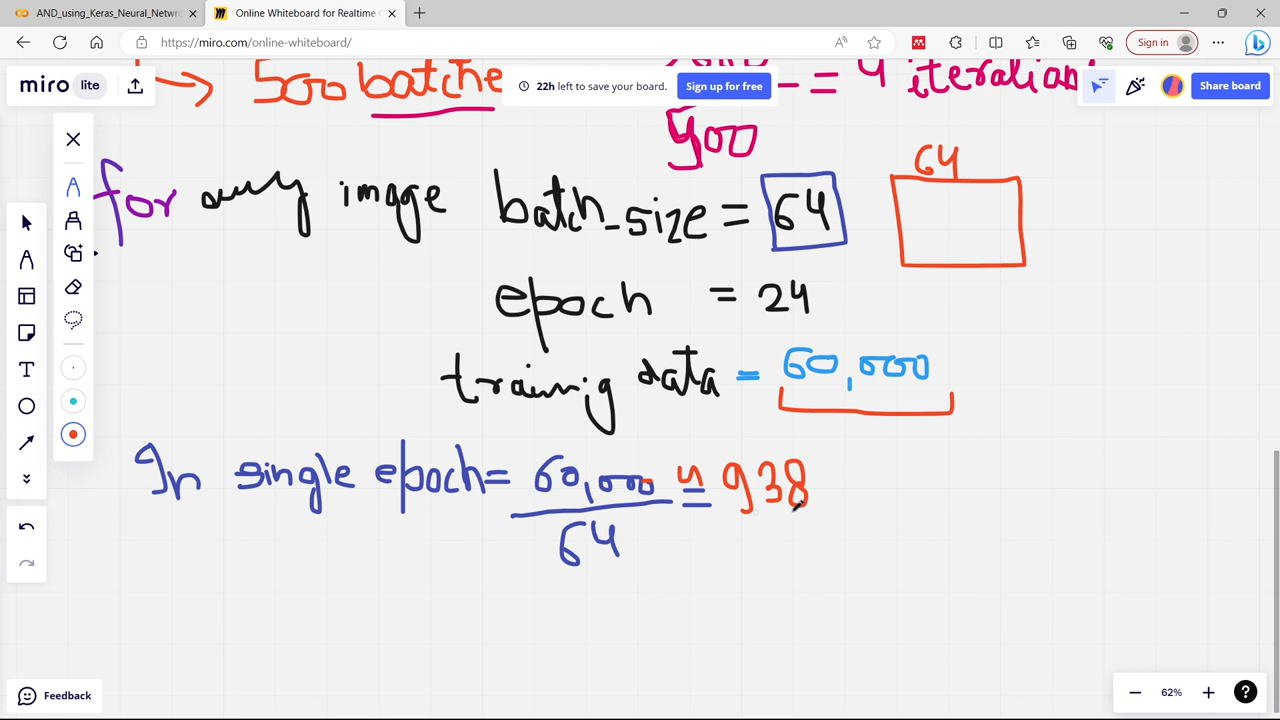 AND_using_Keras_Neural_Netwo
Online Whiteboard for Realtime C
https://miro.com/online-whiteboard/
Sign in
miro lite
22h left to save your board.
Sign up for free
Share board
500 batche
= 4 iterations
500
for any image batch_size = 64
64
epoch = 24
training data = 60,000
In single epoch = 60,000 ≅ 938
64
Feedback
62%